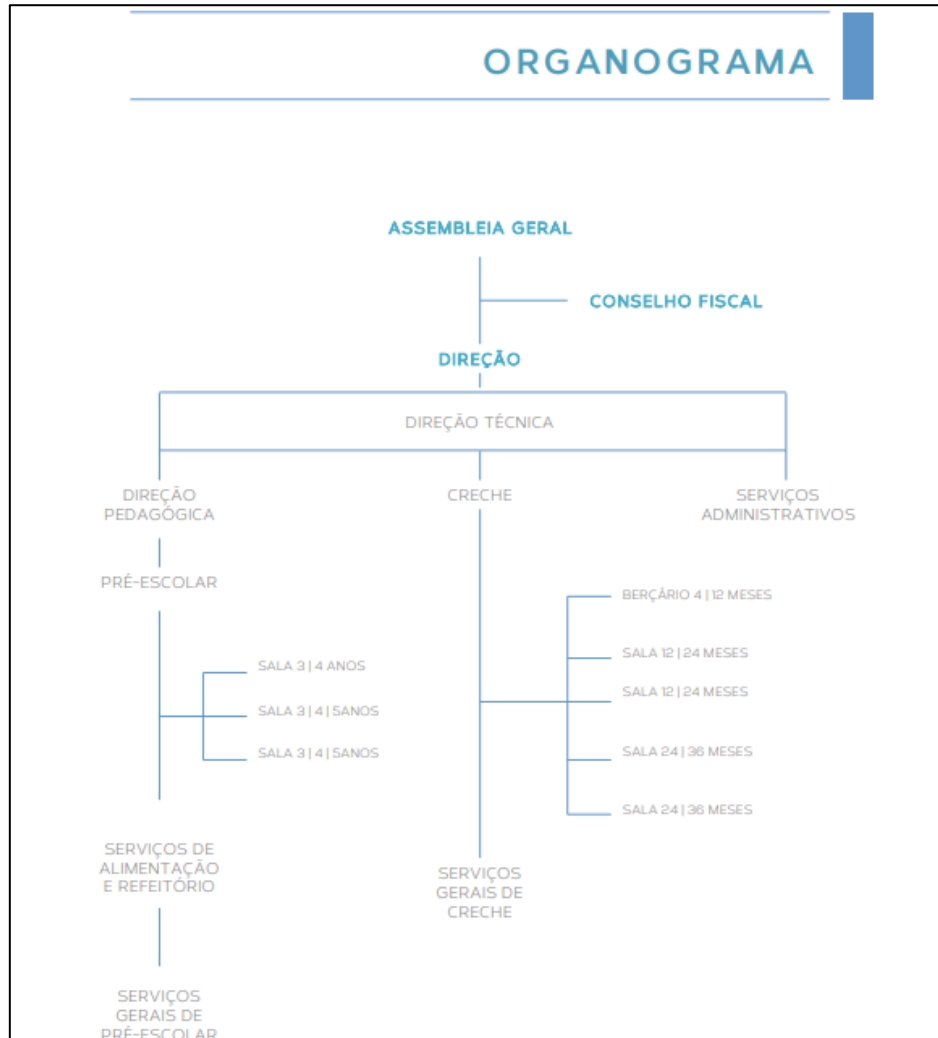 ORGANOGRAMA
ASSEMBLEIA GERAL
CONSELHO FISCAL
DIREÇÃO
DIREÇÃO TÉCNICA
DIREÇÃO
PEDAGÓGICA
CRECHE
SERVIÇOS
ADMINISTRATIVOS
PRÉ-ESCOLAR
SALA 3 | 4 ANOS
SALA 3 | 4 | 5ANOS
SALA 3 | 4 | 5ANOS
BERÇÁRIO 4 | 12 MESES
SALA 12 | 24 MESES
SALA 12 | 24 MESES
SALA 24 | 36 MESES
SALA 24 | 36 MESES
SERVIÇOS DE
ALIMENTAÇÃO
E REFEITÓRIO
SERVIÇOS
GERAIS DE
CRECHE
SERVIÇOS
GERAIS DE
PRÉ-ESCOLAR